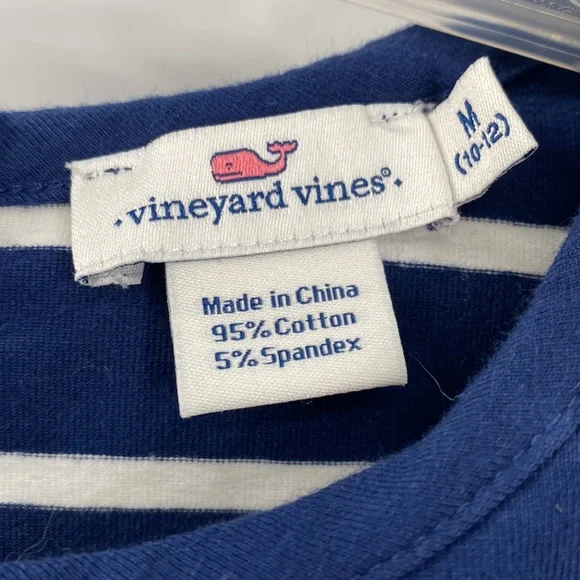 vineyard vines®
M
(10-12)
Made in China
95% Cotton
5% Spandex